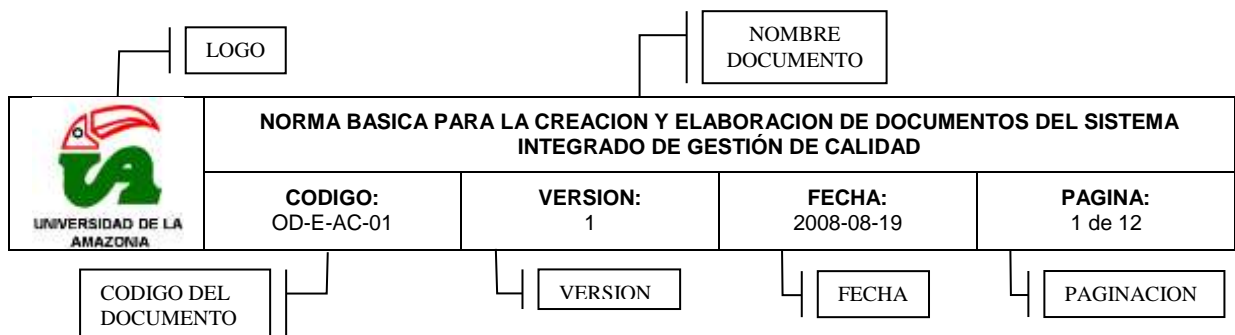 LOGO
NOMBRE
DOCUMENTO
NORMA BASICA PARA LA CREACION Y ELABORACION DE DOCUMENTOS DEL SISTEMA
INTEGRADO DE GESTIÓN DE CALIDAD
UNIVERSIDAD DE LA
AMAZONIA
CODIGO:
OD-E-AC-01
VERSION:
1
FECHA:
2008-08-19
PAGINA:
1 de 12
CODIGO DEL
DOCUMENTO
VERSION
FECHA
PAGINACION